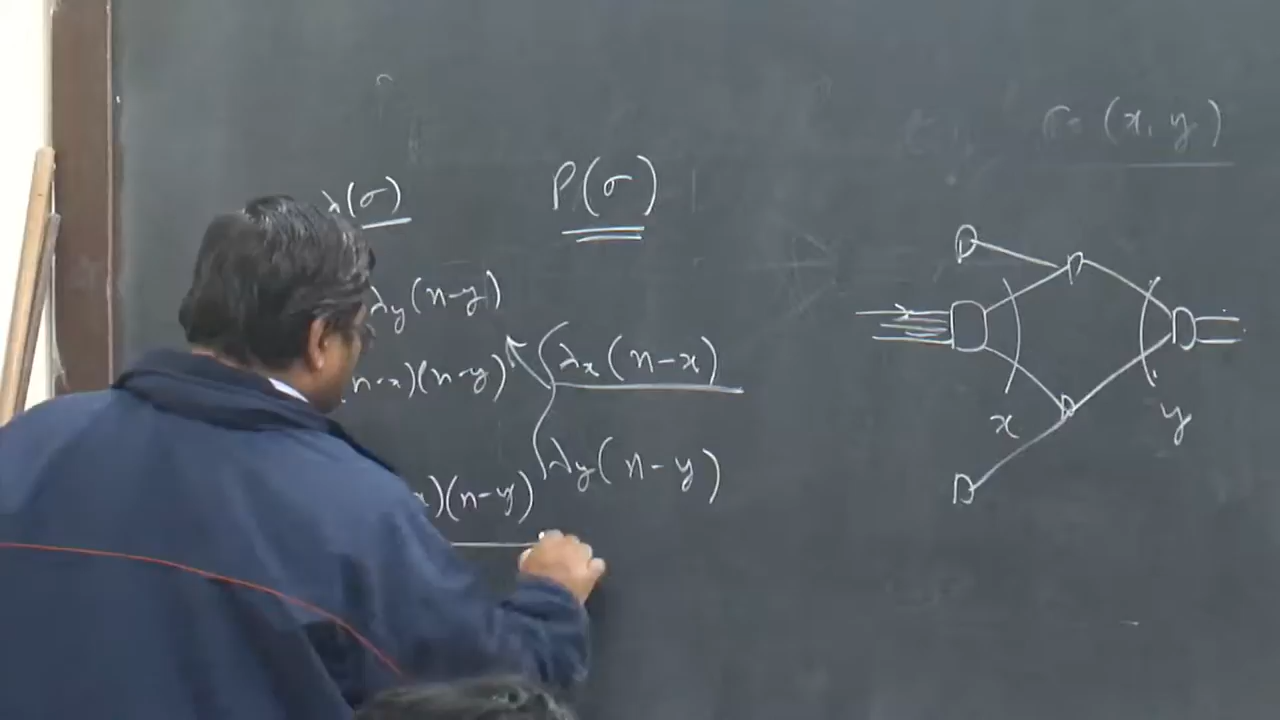 (x, y)
λ(σ)
P(σ)
λy(n-y)
λx(n-x)
n-x)(n-y)
λy(n-y)
x)(n-y)
x
y